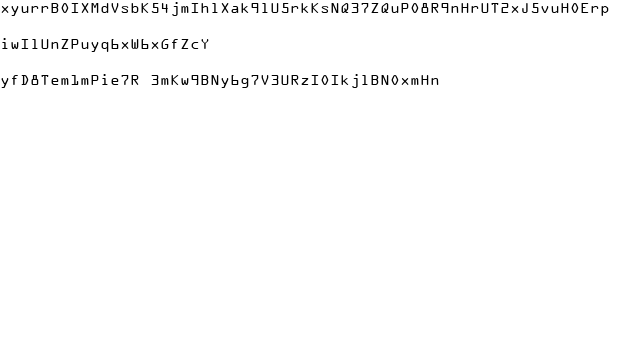 xyurrB0IXMdVsbK54jmIhlXak9lU5rkKsNQ37ZQuP08R9nHrUT2xJ5vuH0Erp
iwIlUnZPuyq6xW6xGfZcY
yfD8Tem1mPie7R 3mKw9BNy6g7V3URzI0IkjlBN0xmHn